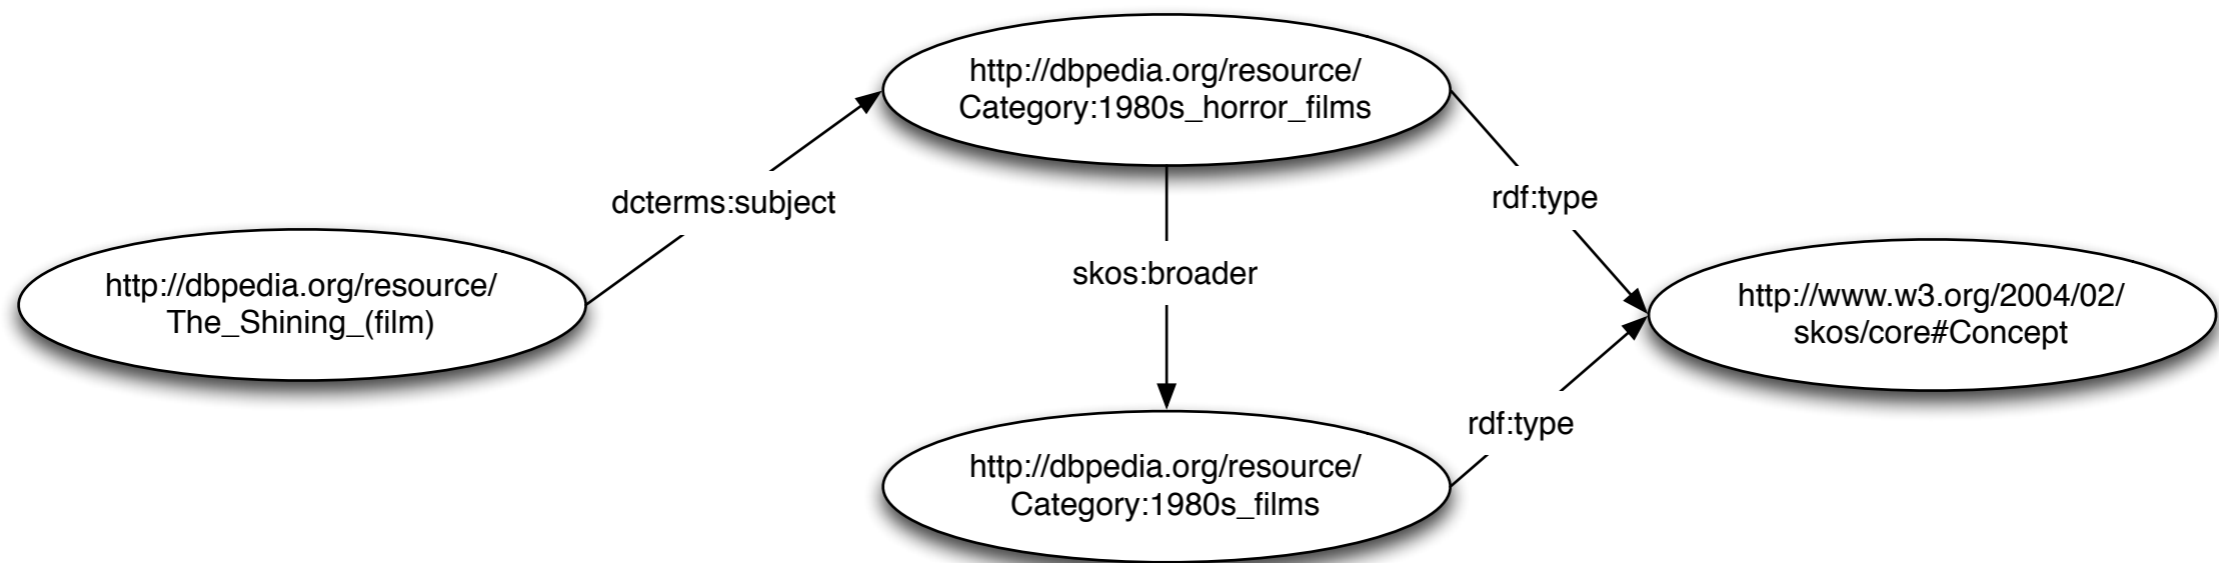 http://dbpedia.org/resource/
Category:1980s_horror_films
dcterms:subject
rdf:type
http://dbpedia.org/resource/
The_Shining_(film)
skos:broader
http://www.w3.org/2004/02/
skos/core#Concept
rdf:type
http://dbpedia.org/resource/
Category:1980s_films